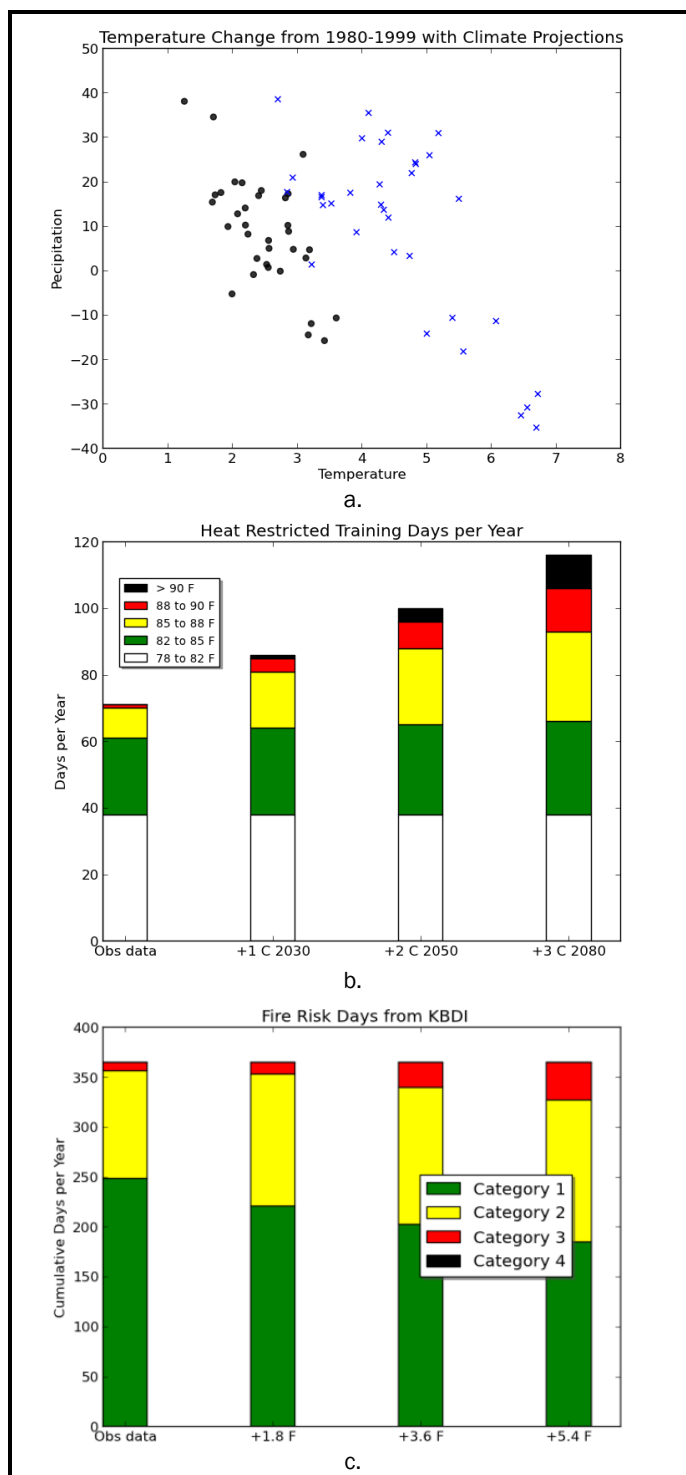 Temperature Change from 1980-1999 with Climate Projections
50
40
30
20
10
0
−10
−20
−30
−40
Pecipitation
0 1 2 3 4 5 6 7 8
Temperature
a.
Heat Restricted Training Days per Year
120
100
80
60
40
20
0
Days per Year
> 90 F
88 to 90 F
85 to 88 F
82 to 85 F
78 to 82 F
Obs data +1 C 2030 +2 C 2050 +3 C 2080
b.
Fire Risk Days from KBDI
400
350
300
250
200
150
100
50
0
Cumulative Days per Year
Category 1
Category 2
Category 3
Category 4
Obs data +1.8 F +3.6 F +5.4 F
c.